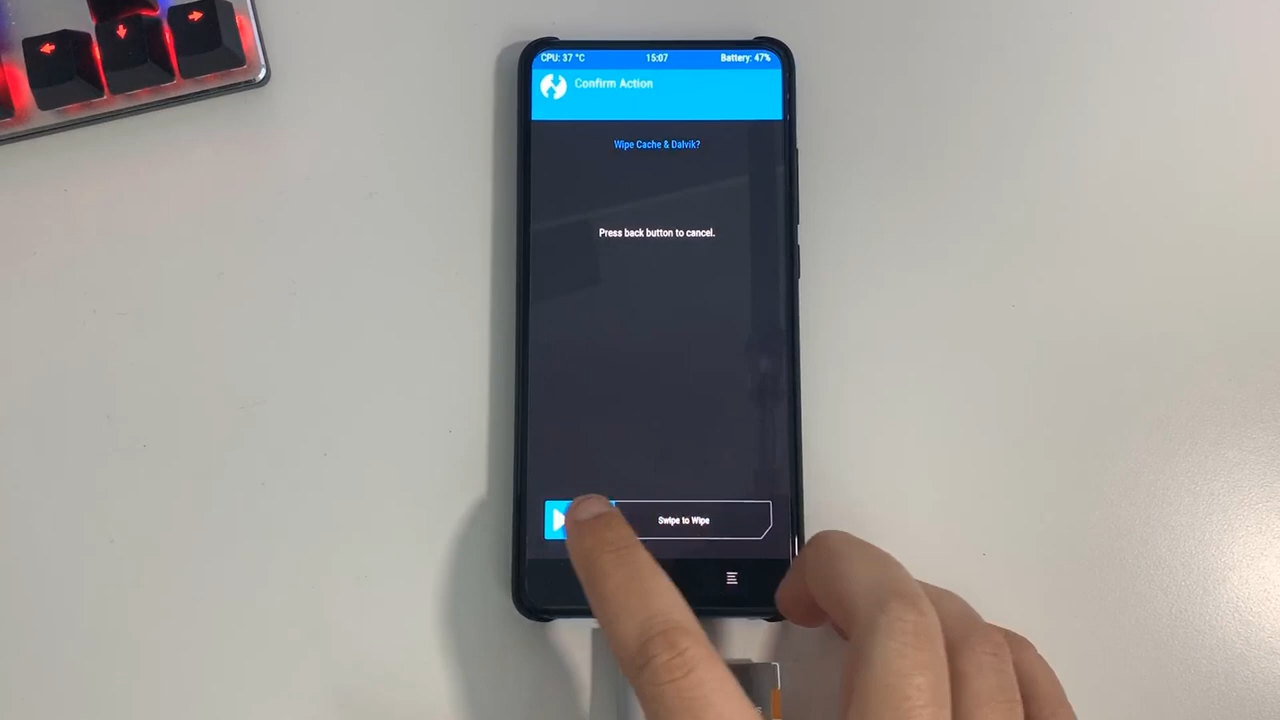 CPU: 37 °C 15:07 Battery: 47%
Confirm Action
Wipe Cache & Dalvik?
Press back button to cancel.
Swipe to Wipe